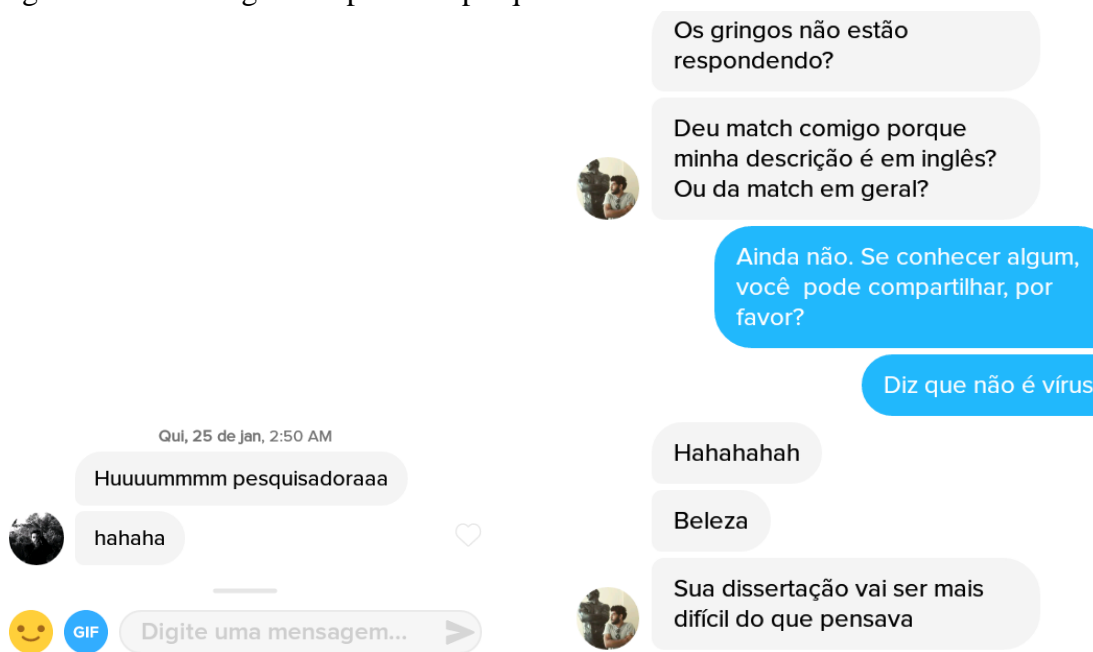 Qui, 25 de jan, 2:50 AM
Huuuummmm pesquisadoraaa
hahaha
GIF
Digite uma mensagem...
Os gringos não estão
respondendo?
Deu match comigo porque
minha descrição é em inglês?
Ou da match em geral?
Ainda não. Se conhecer algum,
você pode compartilhar, por
favor?
Diz que não é vírus
Hahahahah
Beleza
Sua dissertação vai ser mais
difícil do que pensava